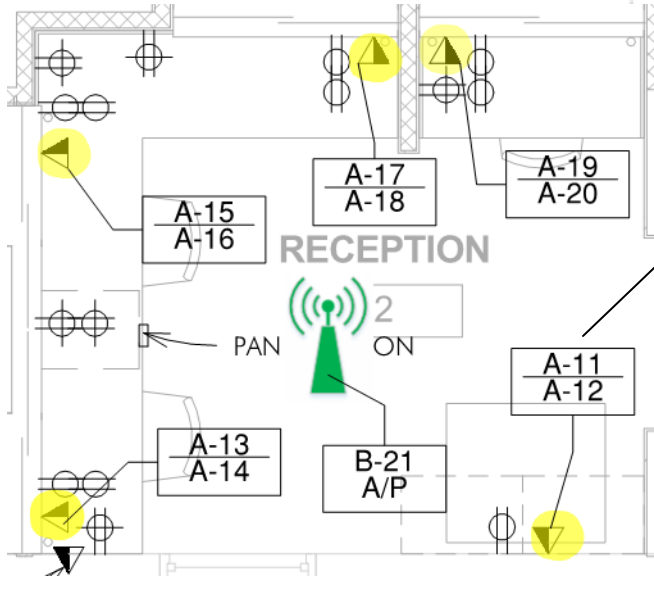 A-17
A-18
A-19
A-20
A-15
A-16
RECEPTION
2
PAN
ON
A-11
A-12
A-13
A-14
B-21
A/P